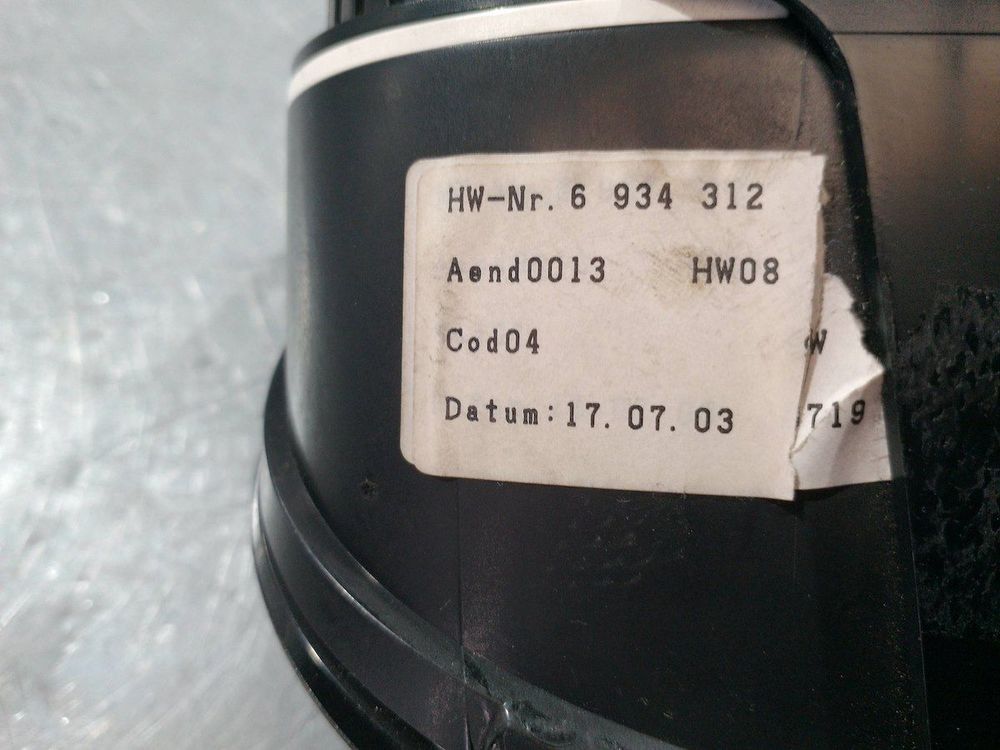 HW-Nr. 6 934 312
Aend0013 HW08
Cod04 W
Datum:17.07.03 719